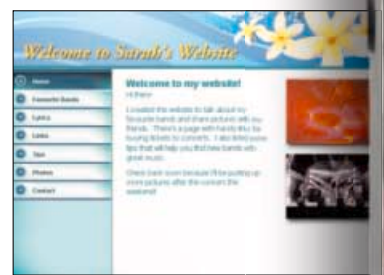 Welcome to Sarah's Website
Home
Favourite Bands
Lyrics
Links
Tips
Photos
Contact
Welcome to my website!
Hi there
I created this website to talk about my
favourite bands and share pictures with my
friends. There's a page with handy links for
buying tickets to concerts. I also listed some
tips that will help you find new bands with
great music.
Check back soon because I'll be putting up
more pictures after the concert this
weekend!